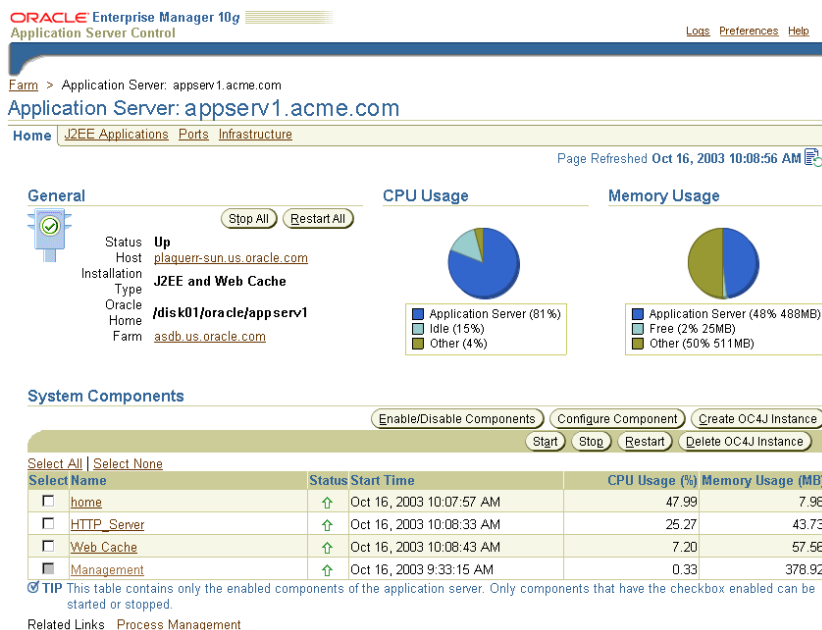 ORACLE Enterprise Manager 10g
Application Server Control
Logs Preferences Help
Farm > Application Server: appserv1.acme.com
Application Server: appserv1.acme.com
Home J2EE Applications Ports Infrastructure
Page Refreshed Oct 16, 2003 10:08:56 AM
General
Stop All Restart All
Status Up
Host plaquerr-sun.us.oracle.com
Installation Type J2EE and Web Cache
Oracle Home /disk01/oracle/appserv1
Farm asdb.us.oracle.com
CPU Usage
Application Server (81%)
Idle (15%)
Other (4%)
Memory Usage
Application Server (48% 488MB)
Free (2% 25MB)
Other (50% 511MB)
System Components
Enable/Disable Components Configure Component Create OC4J Instance
Start Stop Restart Delete OC4J Instance
Select All | Select None
Select Name Status Start Time CPU Usage (%) Memory Usage (MB)
home Oct 16, 2003 10:07:57 AM 47.99 7.98
HTTP_Server Oct 16, 2003 10:08:33 AM 25.27 43.73
Web Cache Oct 16, 2003 10:08:43 AM 7.20 57.56
Management Oct 16, 2003 9:33:15 AM 0.33 378.92
TIP This table contains only the enabled components of the application server. Only components that have the checkbox enabled can be
started or stopped.
Related Links Process Management